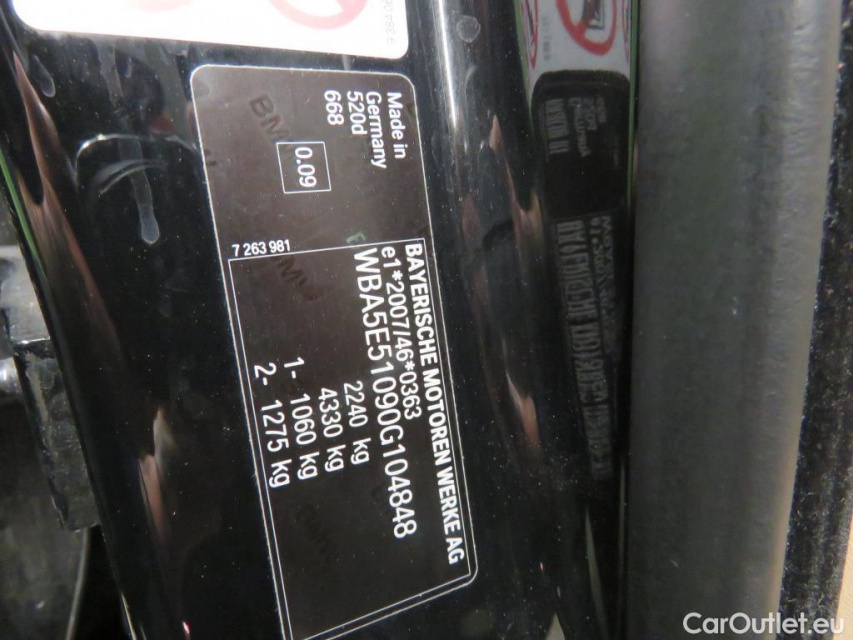 Made in
Germany
520d
668
0.09
7 263 981
BAYERISCHE MOTOREN WERKE AG
e1*2007/46*0363
WBA5E51090G104848
2240 kg
4330 kg
1- 1060 kg
2- 1275 kg
CarOutlet.eu